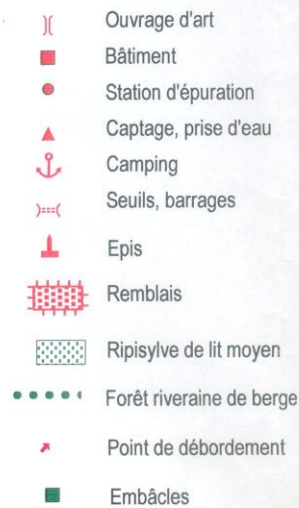 Ouvrage d'art
Bâtiment
Station d'épuration
Captage, prise d'eau
Camping
Seuils, barrages
Epis
Remblais
Ripisylve de lit moyen
Forêt riveraine de berge
Point de débordement
Embâcles